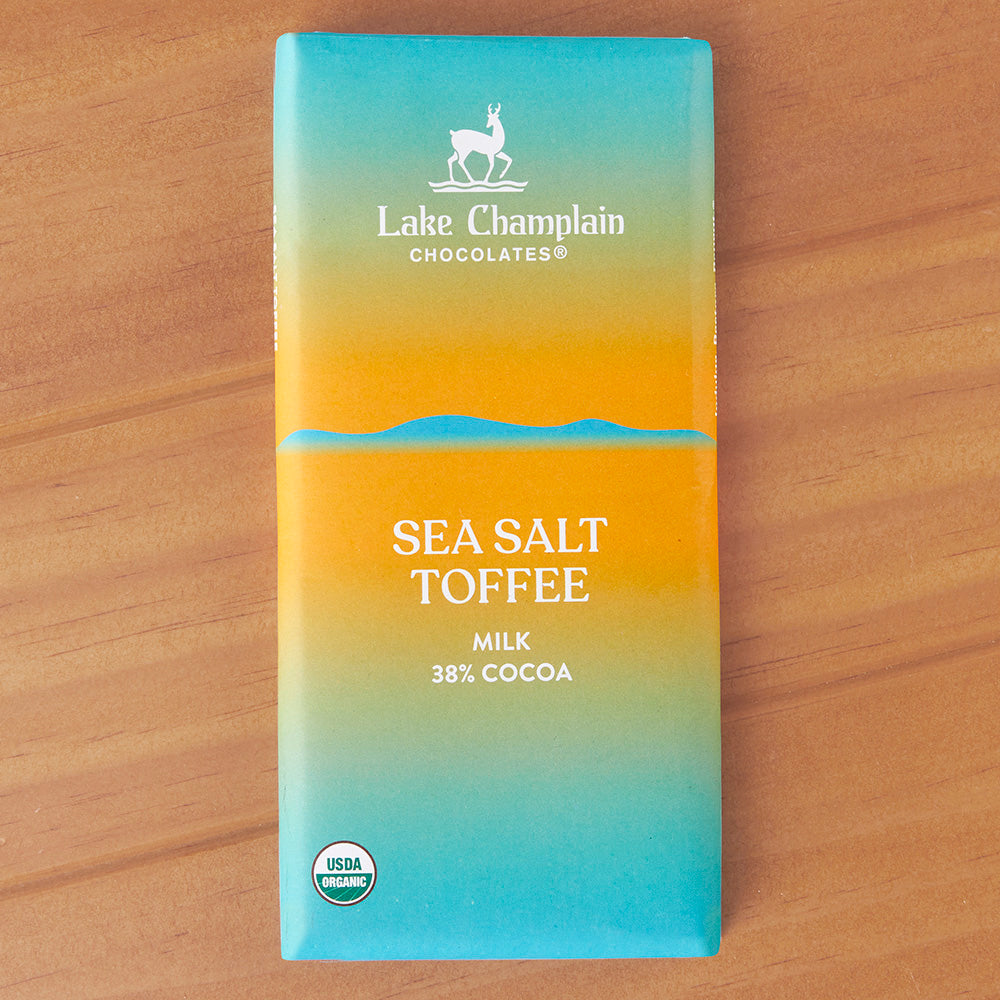 Lake Champlain
CHOCOLATES®
SEA SALT
TOFFEE
MILK
38% COCOA
USDA
ORGANIC